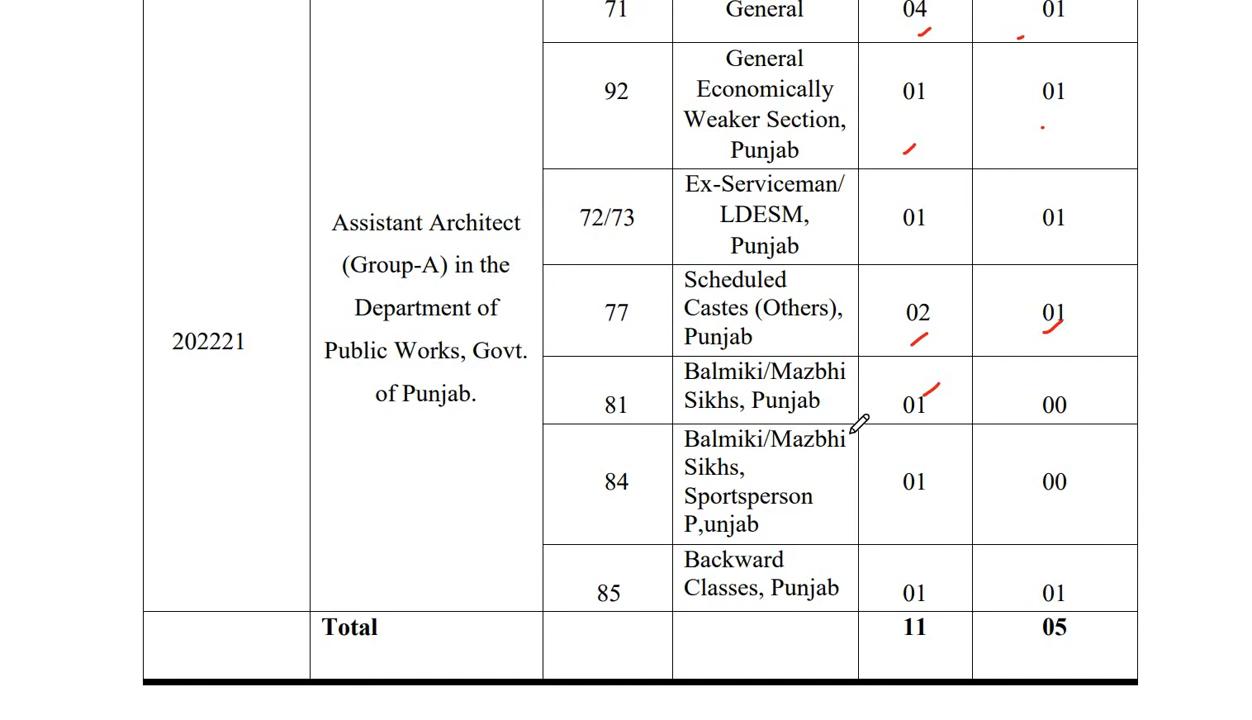 71 General 04 01
General
Economically
92 01 01
Weaker Section,
Punjab
Ex-Serviceman/
72/73 LDESM, 01 01
Punjab
Assistant Architect
(Group-A) in the
Department of
Public Works, Govt.
of Punjab.
202221
Scheduled
77 Castes (Others), 02 01
Punjab
Balmiki/Mazbhi
81 Sikhs, Punjab 01 00
Balmiki/Mazbhi
Sikhs,
84 01 00
Sportsperson
P,unjab
Backward
85 Classes, Punjab 01 01
Total 11 05